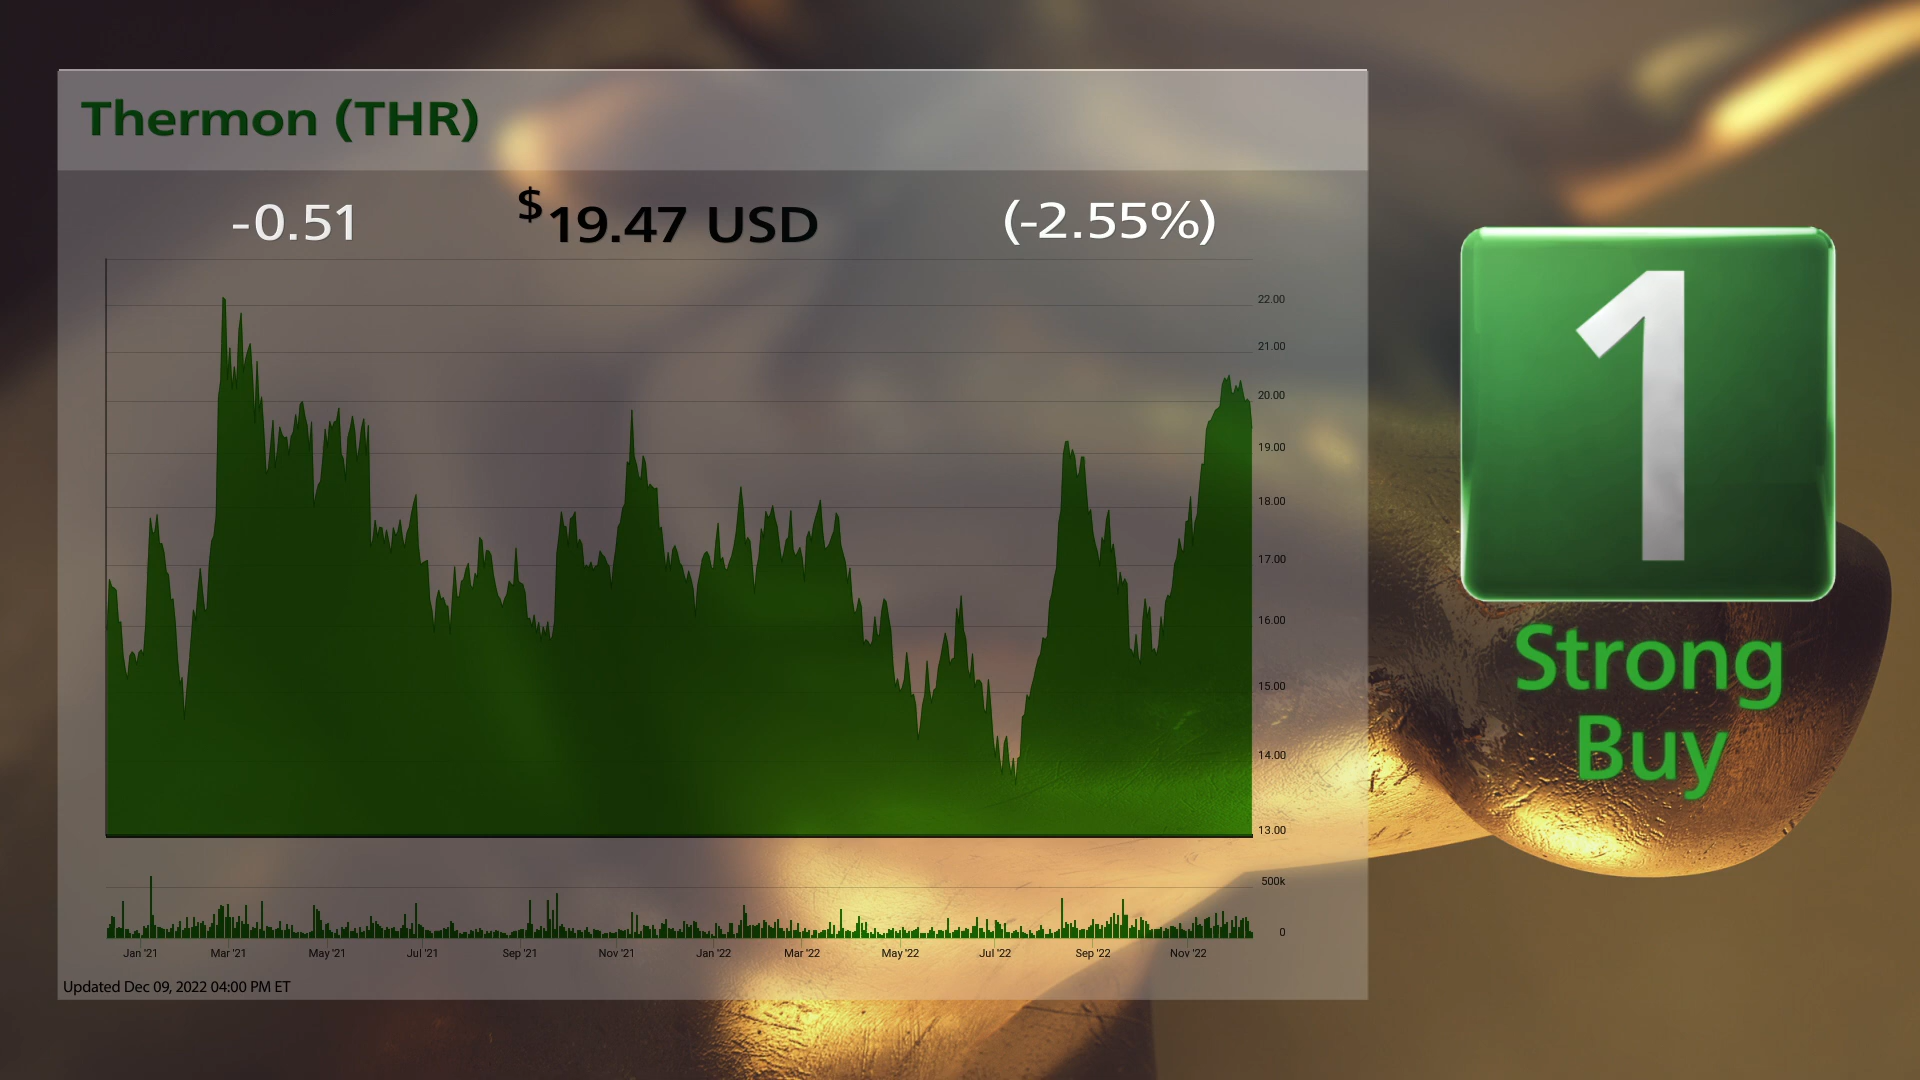 Thermon (THR)
-0.51
$19.47 USD
(-2.55%)
22.00
21.00
20.00
19.00
18.00
17.00
16.00
15.00
14.00
13.00
500k
0
Jan '21
Mar '21
May '21
Jul '21
Sep '21
Nov '21
Jan '22
Mar '22
May '22
Jul '22
Sep '22
Nov '22
Updated Dec 09, 2022 04:00 PM ET
1
Strong
Buy